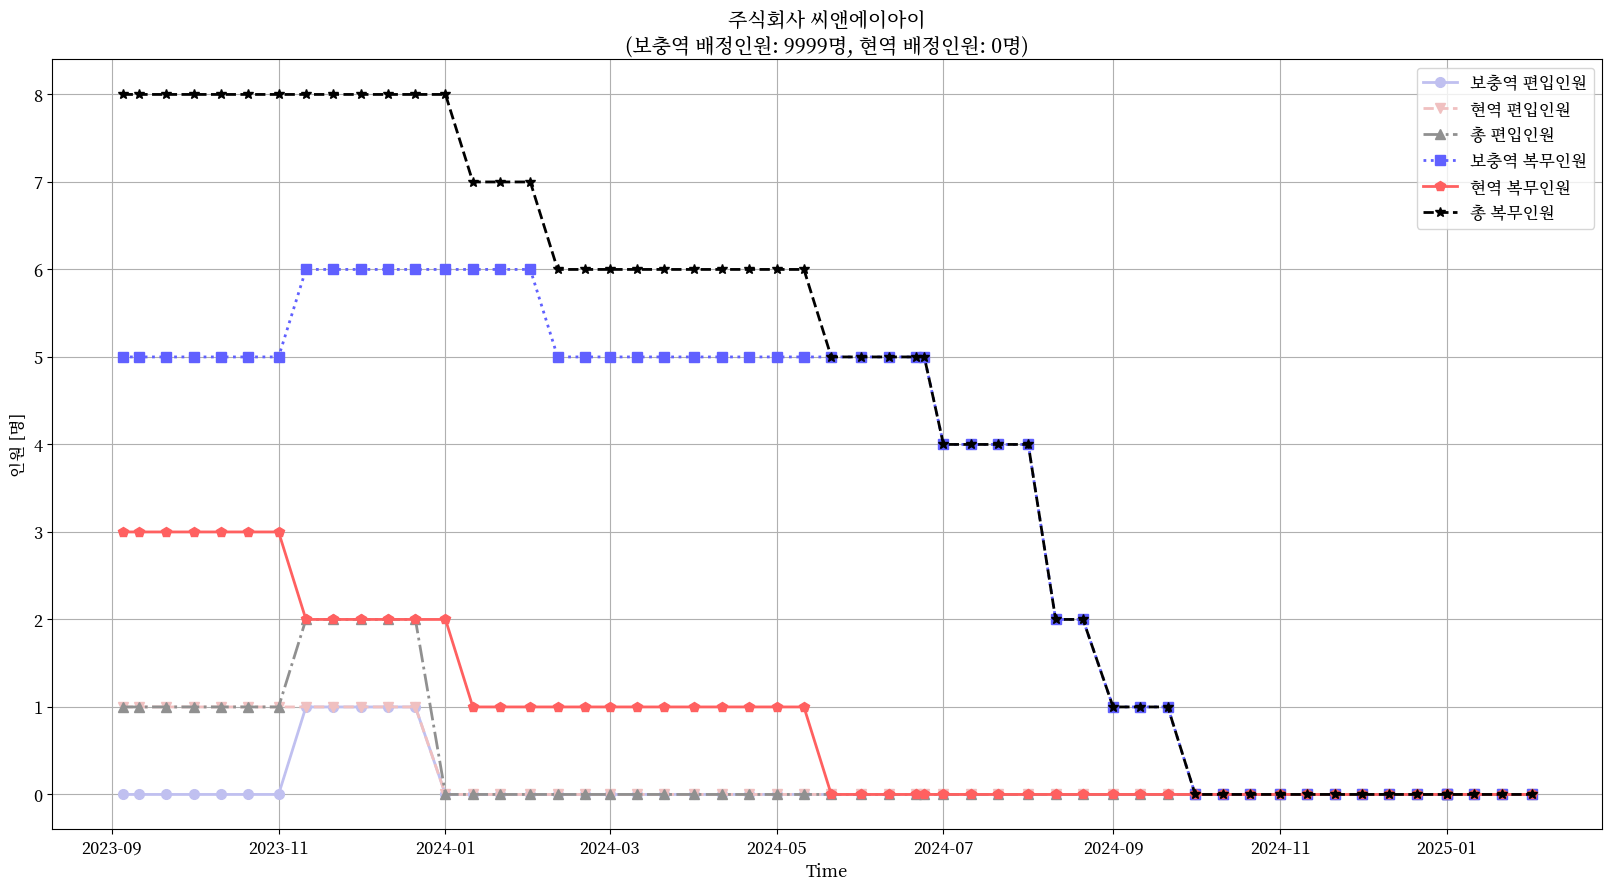 주식회사 씨앤에이아이
(보충역 배정인원: 9999명, 현역 배정인원: 0명)
보충역 편입인원
현역 편입인원
총 편입인원
보충역 복무인원
현역 복무인원
총 복무인원
인원 [명]
8
7
6
5
4
3
2
1
0
2023-09
2023-11
2024-01
2024-03
2024-05
2024-07
2024-09
2024-11
2025-01
Time